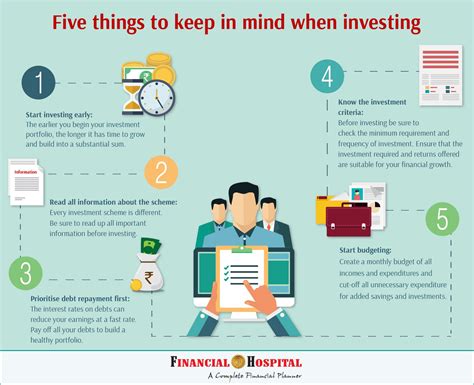 Five things to keep in mind when investing
1
Start investing early:
The earlier you begin your investment
portfolio, the longer it has time to grow
and build into a substantial sum.
Information
2
Read all information about the scheme:
Every investment scheme is different.
Be sure to read up all important
information before investing.
3
₹
Prioritise debt repayment first:
The interest rates on debts can
reduce your earnings at a fast rate.
Pay off all your debts to build a
healthy portfolio.
4
Know the investment
criteria:
Before investing be sure to
check the minimum requirement and
frequency of investment. Ensure that the
investment required and returns offered
are suitable for your financial growth.
5
Start budgeting:
Create a monthly budget of all
incomes and expenditures and
cut-off all unnecessary expenditure
for added savings and investments.
FINANCIAL HOSPITAL
A Complete Financial Planner